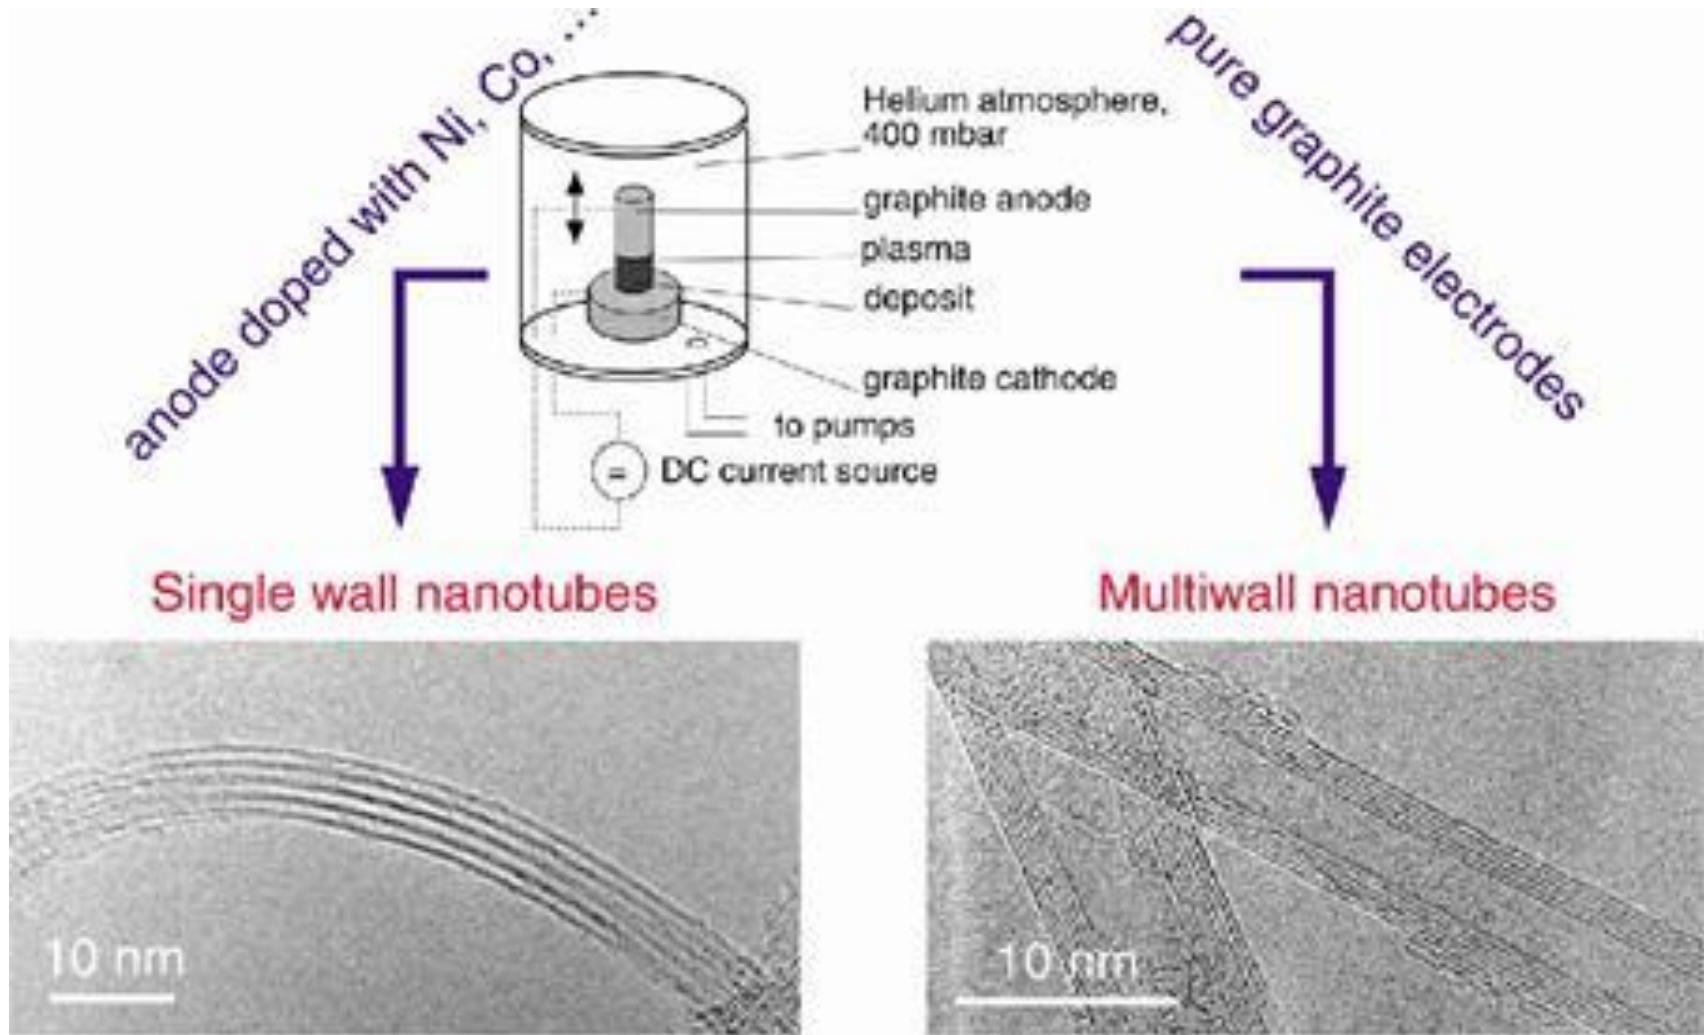 anode doped with Ni, Co, ...
pure graphite electrodes
Helium atmosphere,
400 mbar
graphite anode
plasma
deposit
graphite cathode
to pumps
= DC current source
Single wall nanotubes
Multiwall nanotubes
10 nm
10 nm